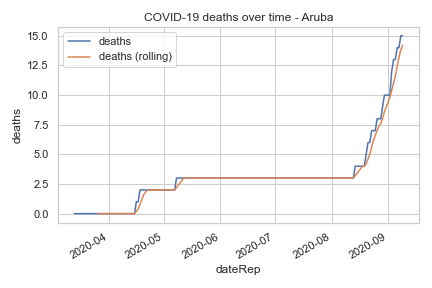 COVID-19 deaths over time - Aruba
deaths
deaths (rolling)
15.0
12.5
10.0
7.5
5.0
2.5
0.0
deaths
2020-04
2020-05
2020-06
2020-07
2020-08
2020-09
dateRep